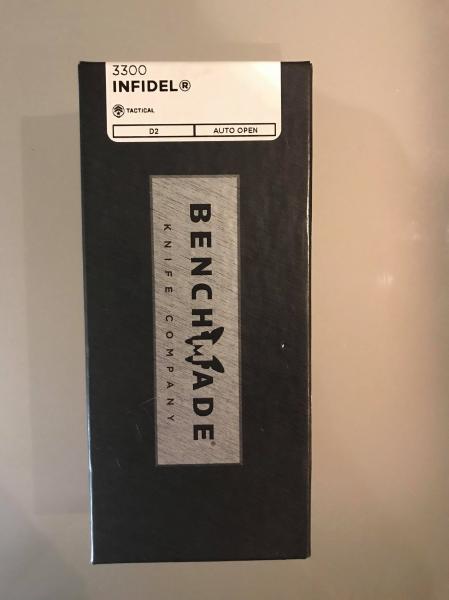 3300
INFIDEL®
TACTICAL
D2 AUTO OPEN
BENCHMADE®
KNIFE COMPANY